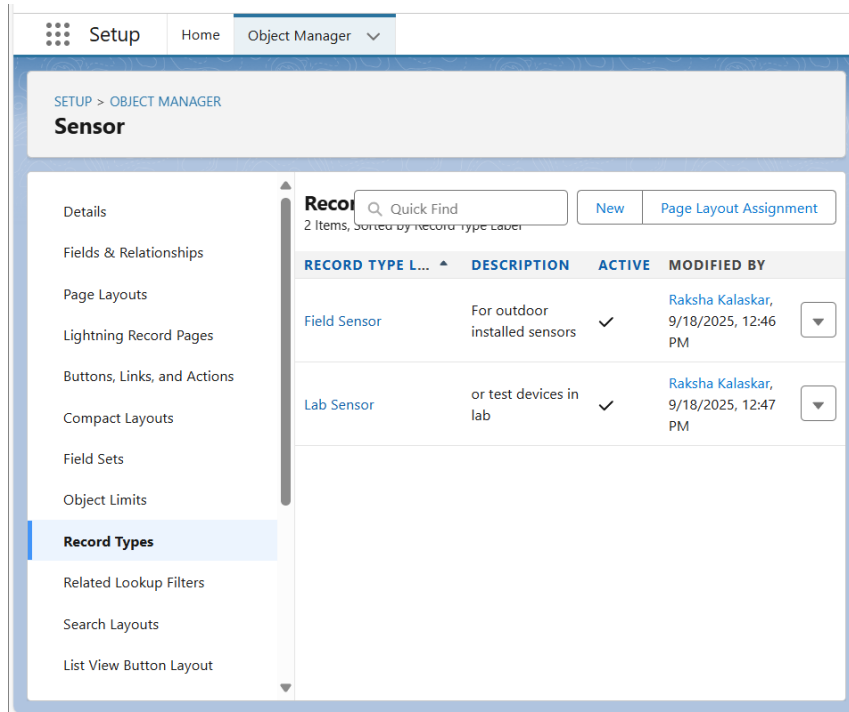 Setup Home Object Manager
SETUP > OBJECT MANAGER
Sensor
Details
Fields & Relationships
Page Layouts
Lightning Record Pages
Buttons, Links, and Actions
Compact Layouts
Field Sets
Object Limits
Record Types
Related Lookup Filters
Search Layouts
List View Button Layout
Recor
Quick Find
New
Page Layout Assignment
2 Items, Sorted by Record Type Label
RECORD TYPE L... DESCRIPTION ACTIVE MODIFIED BY
Field Sensor
For outdoor
installed sensors
Raksha Kalaskar,
9/18/2025, 12:46
PM
Lab Sensor
or test devices in
lab
Raksha Kalaskar,
9/18/2025, 12:47
PM